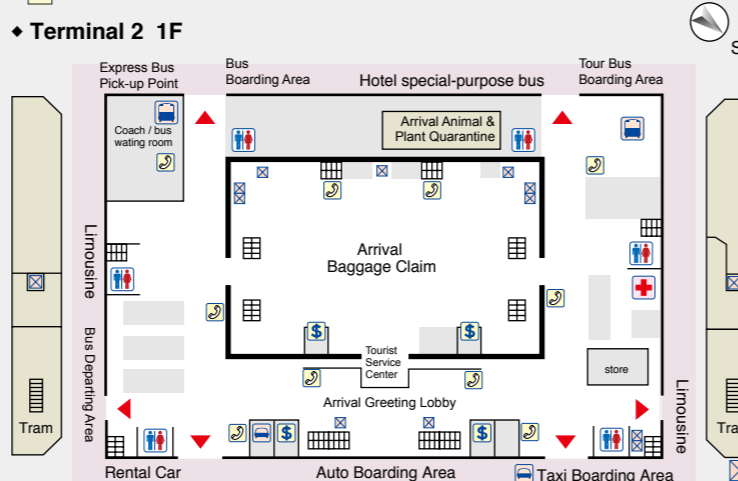 ◆ Terminal 2 1F
S
Express Bus
Pick-up Point
Bus
Boarding Area
Hotel special-purpose bus
Tour Bus
Boarding Area
Coach / bus
wating room
Arrival Animal &
Plant Quarantine
Limousine
Arrival
Baggage Claim
Bus Departing Area
$
$
Tourist
Service
Center
store
Arrival Greeting Lobby
Limousine
Tram
$
$
Tra
Rental Car
Auto Boarding Area
Taxi Boarding Area